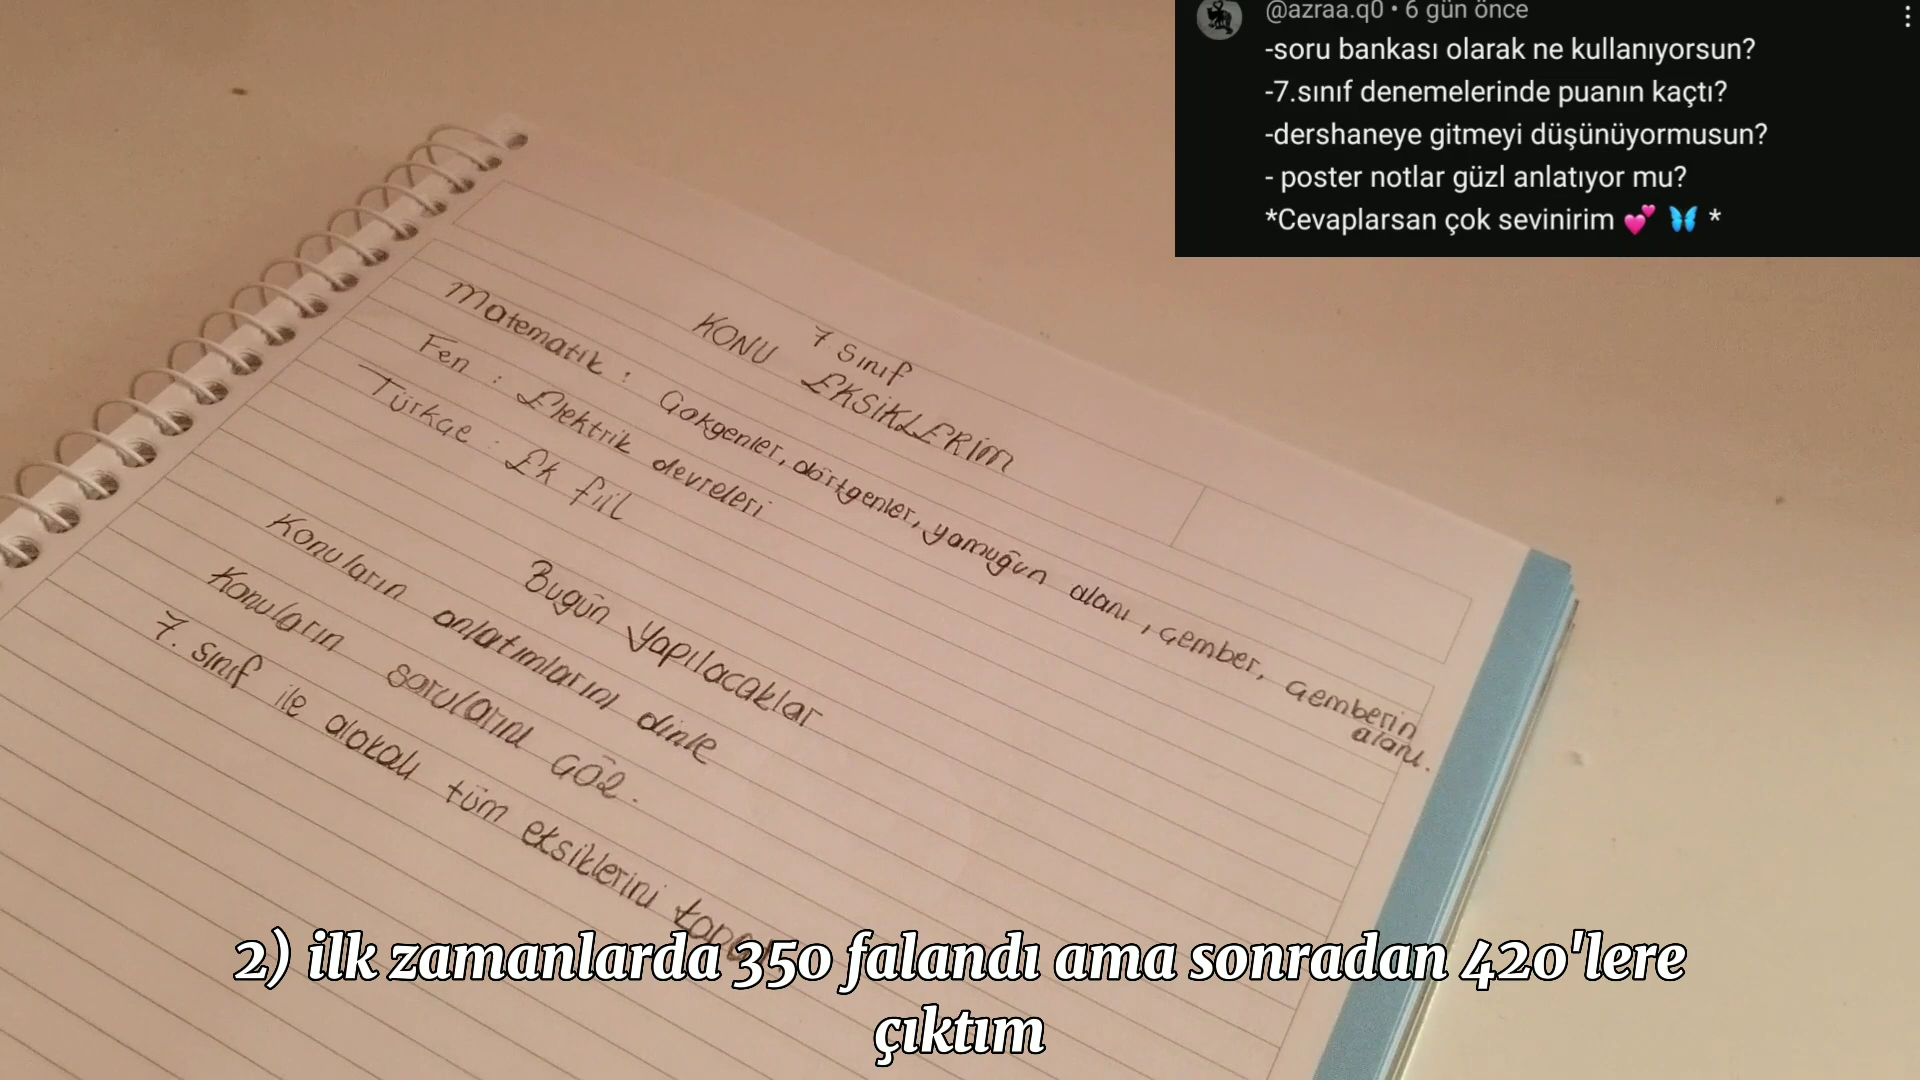 @azraa.q0 • 6 gün önce
-soru bankası olarak ne kullanıyorsun?
-7.sınıf denemelerinde puanın kaçtı?
-dershaneye gitmeyi düşünüyormusun?
- poster notlar güzl anlatıyor mu?
*Cevaplarsan çok sevinirim 💕 🦋 *
7 sınıf
KONU EKSİKLERİM
Matematik : Çokgenler, dörtgenler, yamuğun alanı, çember, çemberin
alanı.
Fen : Elektrik devreleri
Türkçe : Ek fiil
Bugün Yapılacaklar
Konuların anlatımlarını dinle
Konuların sorularını çöz.
7. sınıf ile alakalı tüm eksiklerini
2) ilk zamanlarda 350 falandı ama sonradan 420'lere
çıktım